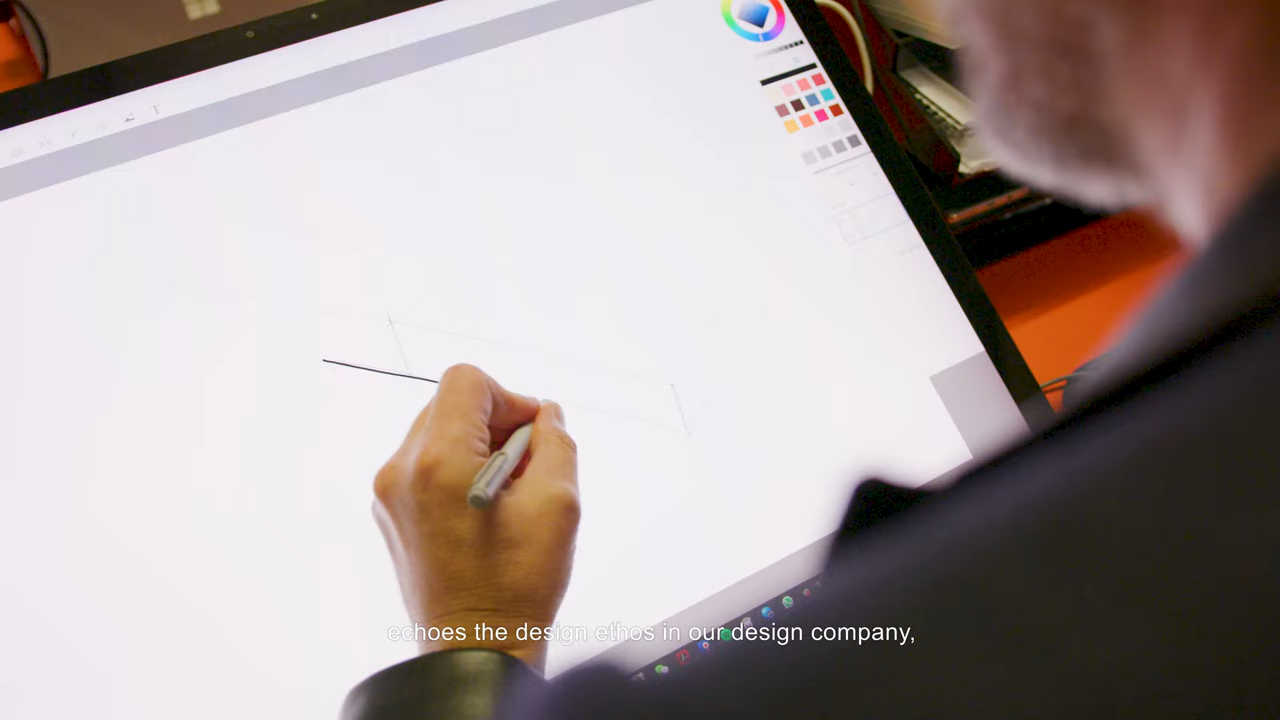 T
echoes the design ethos in our design company,